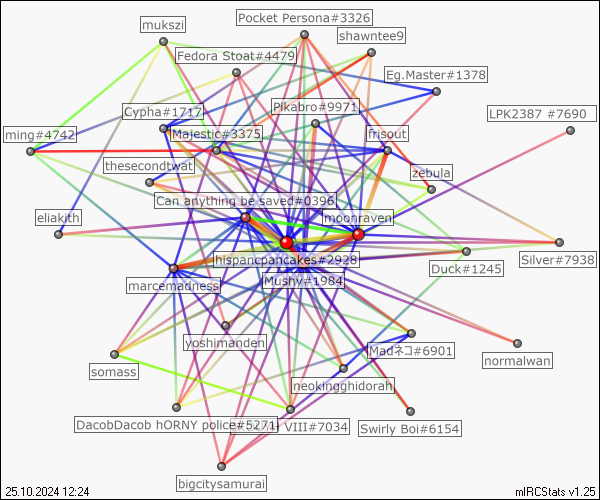 mukszi
Pocket Persona#3326
shawntee9
Fedora Stoat#4479
Eg.Master#1378
Cypha#1717
Pikabro#9971
LPK2387 #7690
ming#4742
Majestic#3375
frisout
thesecondtwat
zebula
Can anything be saved#0396
eliakith
moonraven
hispanicpancakes#2928
Silver#7938
Duck#1245
marcemadness
Mushy#1984
yoshimanden
Madネコ#6901
normalwan
somass
neokingghidorah
DacobDacob hORNY police#5271
VIII#7034
Swirly Boi#6154
bigcitysamurai
25.10.2024 12:24
mIRCStats v1.25